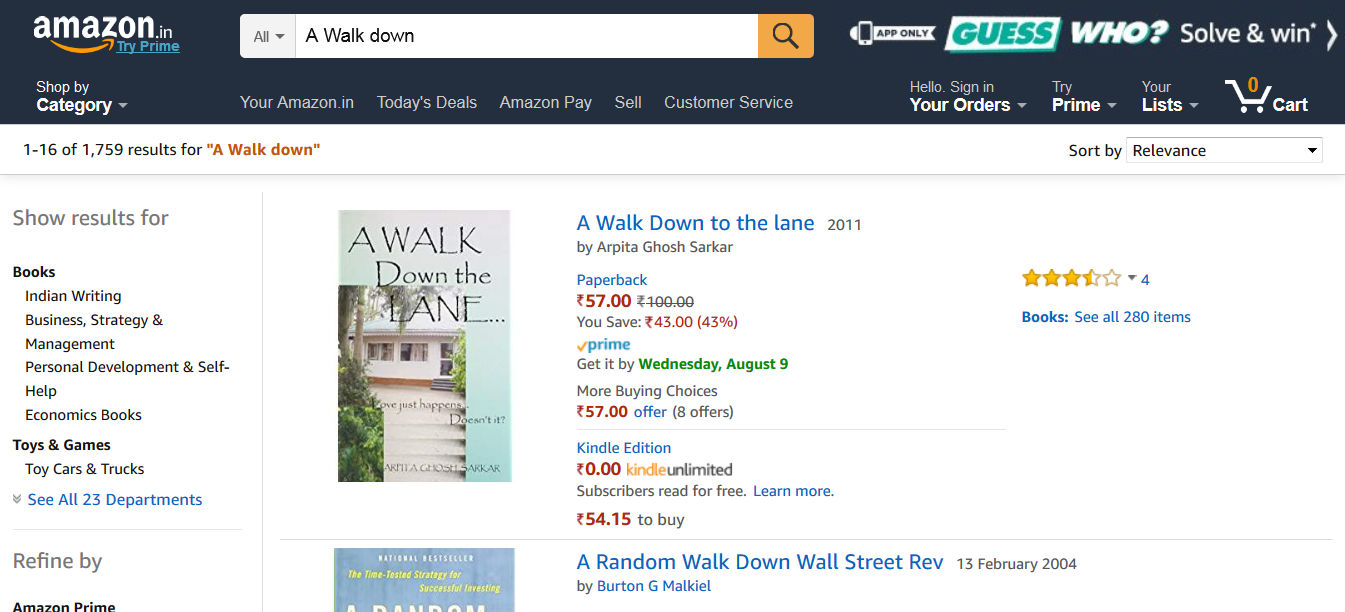 amazon.in
Try Prime
All
A Walk down
APP ONLY
GUESS WHO? Solve & win*
Shop by
Category
Your Amazon.in
Today's Deals
Amazon Pay
Sell
Customer Service
Hello. Sign in
Your Orders
Try
Prime
Your
Lists
0
Cart
1-16 of 1,759 results for "A Walk down"
Sort by Relevance
Show results for
Books
Indian Writing
Business, Strategy &
Management
Personal Development & Self-
Help
Economics Books
Toys & Games
Toy Cars & Trucks
See All 23 Departments
Refine by
Amazon Prime
A WALK
Down the
LANE...
Love just happens...
Doesn't it?
ARPITA GHOSH SARKAR
A Walk Down to the lane 2011
by Arpita Ghosh Sarkar
Paperback
₹57.00 ₹100.00
You Save: ₹43.00 (43%)
prime
Get it by Wednesday, August 9
More Buying Choices
₹57.00 offer (8 offers)
Kindle Edition
₹0.00 kindleunlimited
Subscribers read for free. Learn more.
₹54.15 to buy
4
Books: See all 280 items
NATIONAL BESTSELLER
The Time-Tested Strategy for
Successful Investing
A RANDOM
A Random Walk Down Wall Street Rev 13 February 2004
by Burton G Malkiel